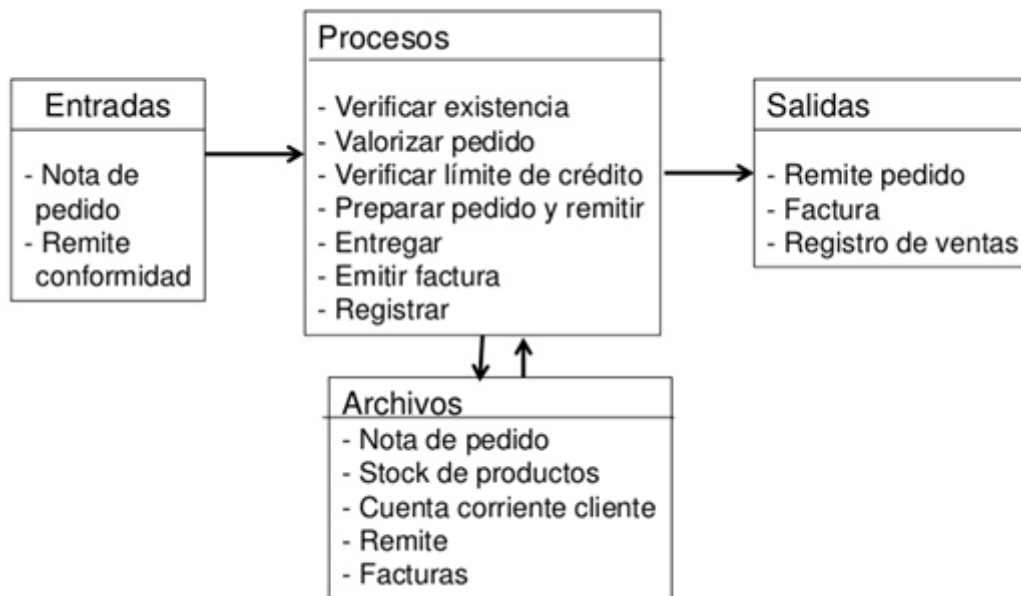 Entradas
- Nota de
pedido
- Remite
conformidad
Procesos
- Verificar existencia
- Valorizar pedido
- Verificar límite de crédito
- Preparar pedido y remitir
- Entregar
- Emitir factura
- Registrar
Salidas
- Remite pedido
- Factura
- Registro de ventas
Archivos
- Nota de pedido
- Stock de productos
- Cuenta corriente cliente
- Remite
- Facturas